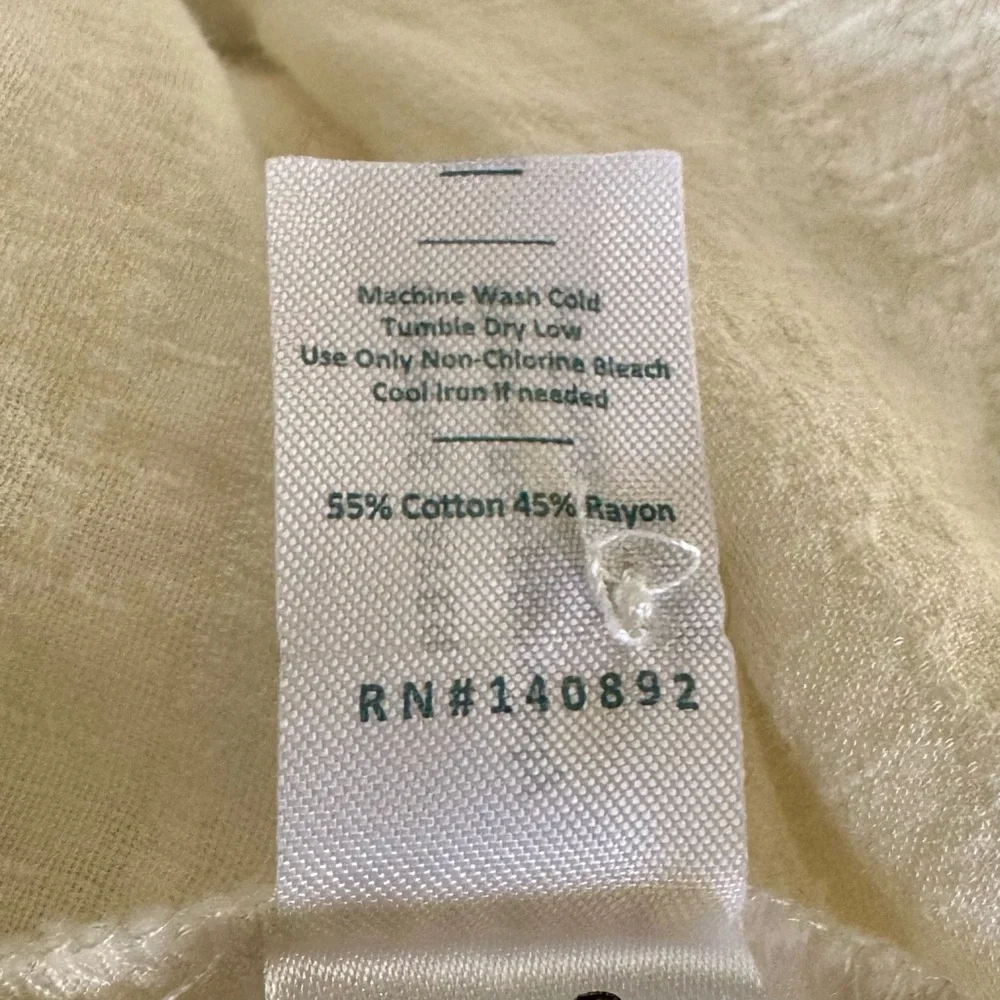 Machine Wash Cold
Tumble Dry Low
Use Only Non-Chlorine Bleach
Cool Iron If needed
55% Cotton 45% Rayon
RN#140892